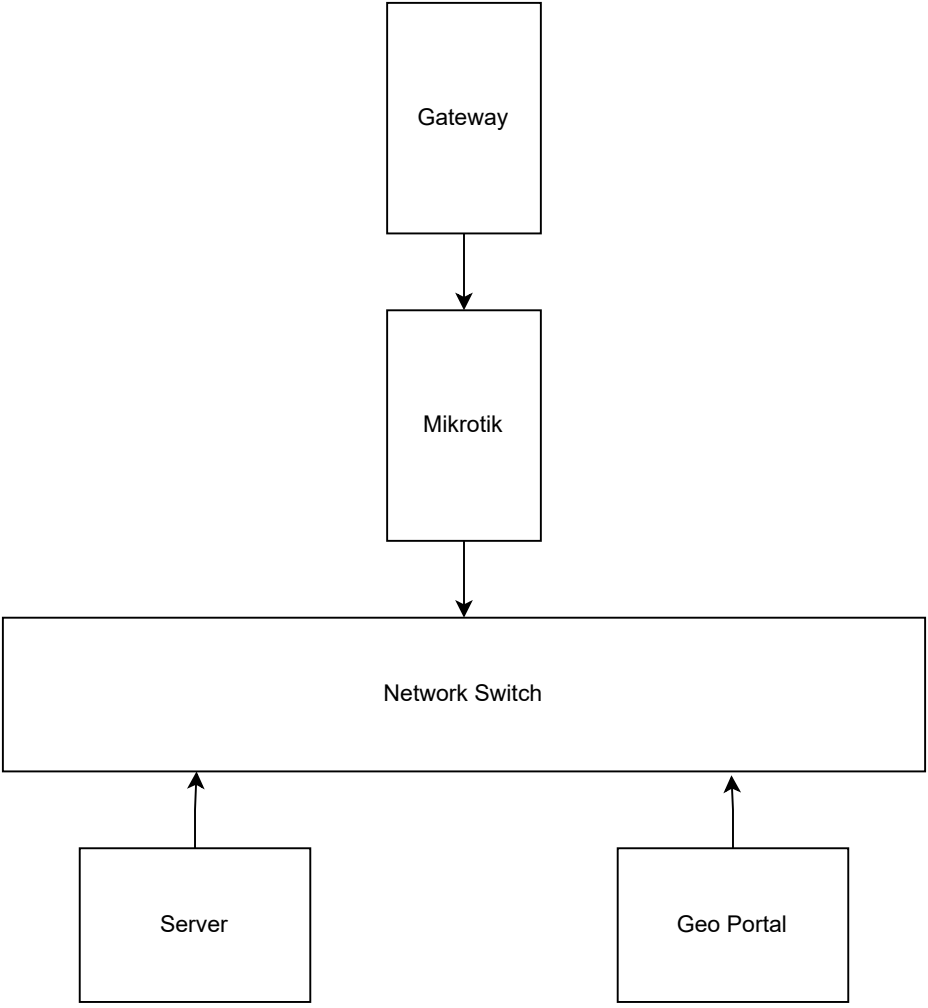 Gateway
Mikrotik
Network Switch
Server
Geo Portal